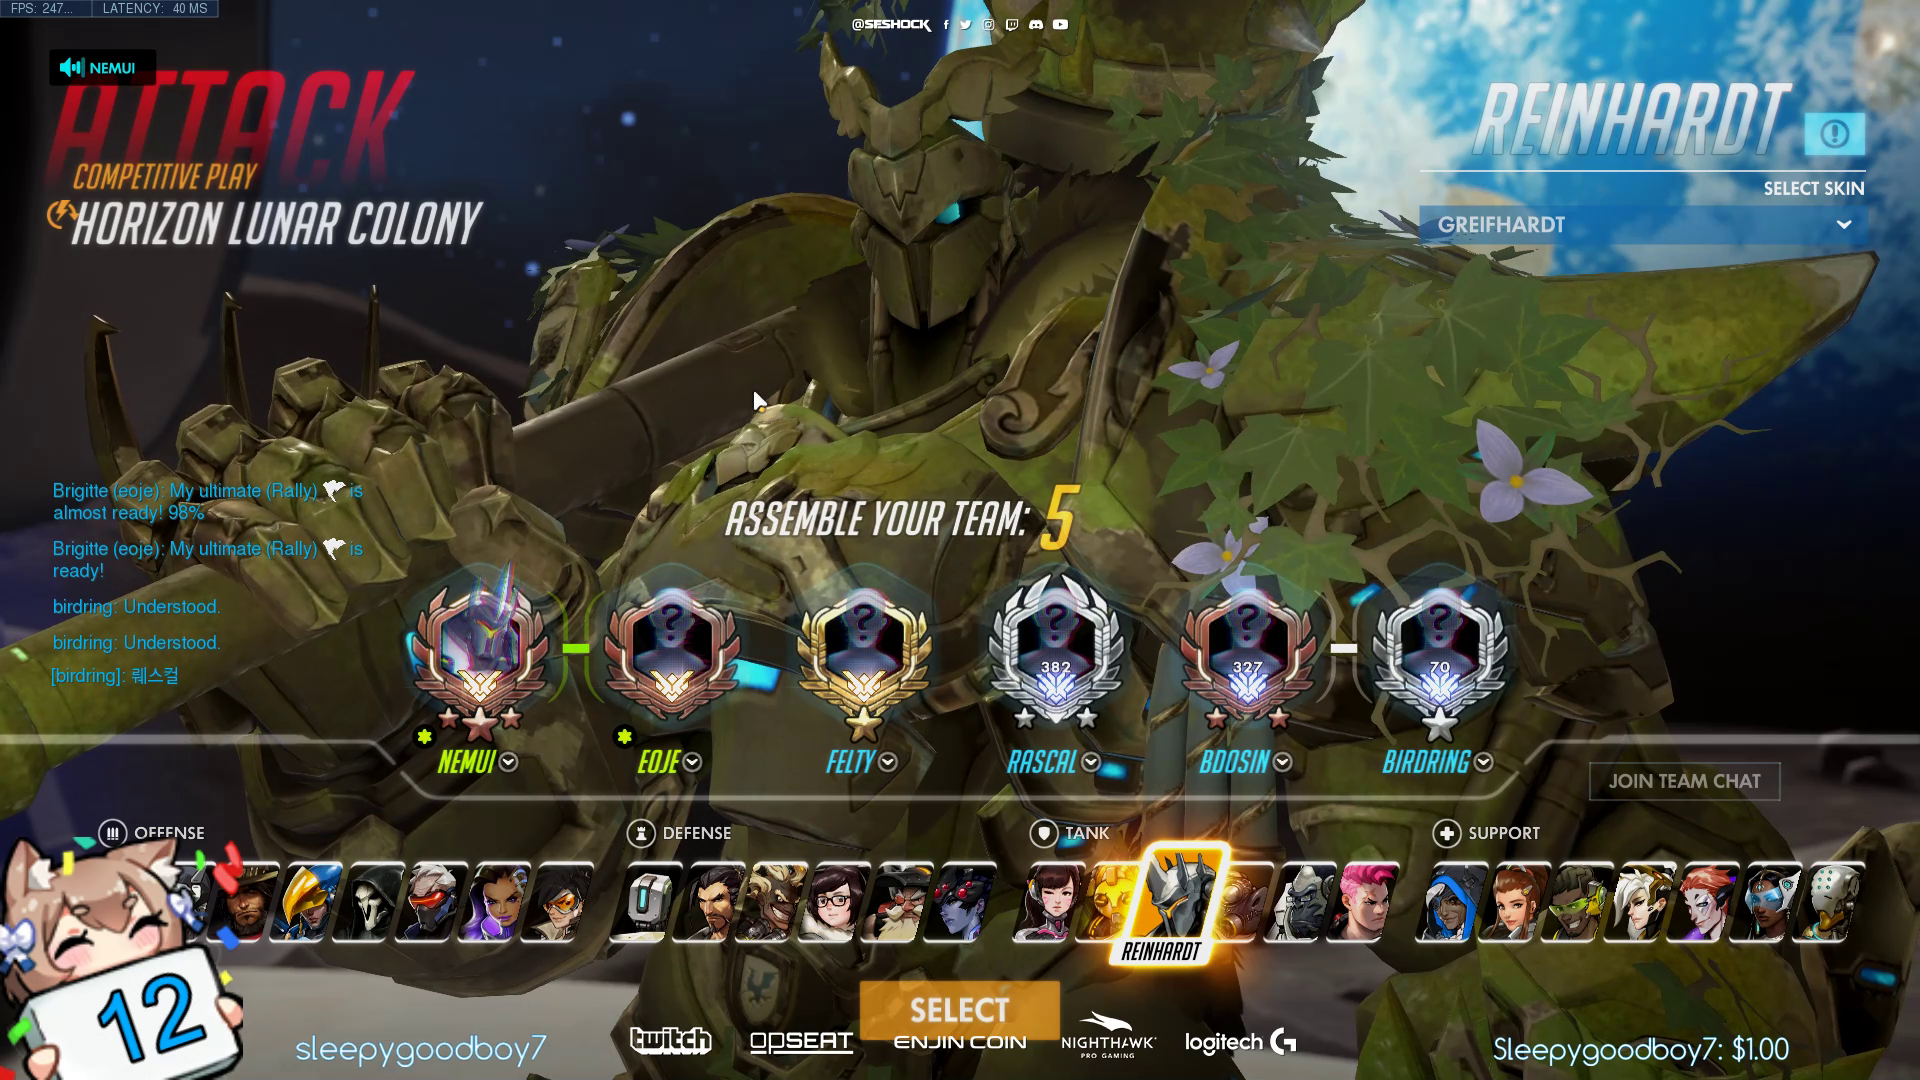 FPS: 247... LATENCY: 40 MS
@SESHOCK
NEMUI
ATTACK
COMPETITIVE PLAY
HORIZON LUNAR COLONY
REINHARDT
SELECT SKIN
GREIFHARDT
Brigitte (eoje): My ultimate (Rally) is
almost ready! 98%
Brigitte (eoje): My ultimate (Rally) is
ready!
birdring: Understood.
birdring: Understood.
[birdring]: 퀘스컬
ASSEMBLE YOUR TEAM: 5
382 327 70
NEMUI EOJE FELTY RASCAL BDOSIN BIRDRING
JOIN TEAM CHAT
OFFENSE DEFENSE TANK SUPPORT
REINHARDT
12
SELECT
sleepygoodboy7
twitch OPSEAT ENJIN COIN NIGHTHAWK PRO GAMING logitech G
Sleepygoodboy7: $1.00